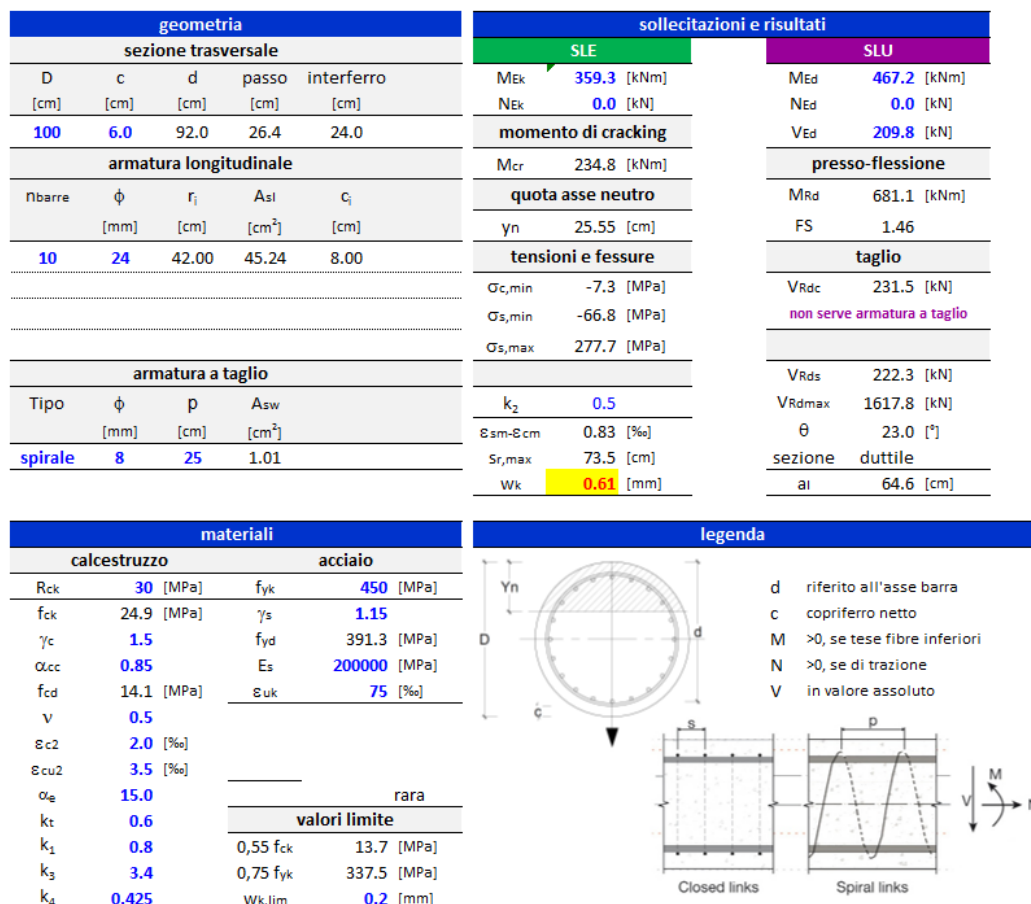 geometria
sezione trasversale
D c d passo interferro
[cm] [cm] [cm] [cm] [cm]
100 6.0 92.0 26.4 24.0
armatura longitudinale
nbarre ϕ ri Asl ci
[mm] [cm] [cm²] [cm]
10 24 42.00 45.24 8.00
armatura a taglio
Tipo ϕ p Asw
[mm] [cm] [cm²]
spirale 8 25 1.01
sollecitazioni e risultati
SLE
MEk 359.3 [kNm]
NEk 0.0 [kN]
momento di cracking
Mcr 234.8 [kNm]
quota asse neutro
yn 25.55 [cm]
tensioni e fessure
σc,min -7.3 [MPa]
σs,min -66.8 [MPa]
σs,max 277.7 [MPa]
k2 0.5
εsm-εcm 0.83 [‰]
Sr,max 73.5 [cm]
Wk 0.61 [mm]
SLU
MEd 467.2 [kNm]
NEd 0.0 [kN]
VEd 209.8 [kN]
presso-flessione
MRd 681.1 [kNm]
FS 1.46
taglio
VRdc 231.5 [kN]
non serve armatura a taglio
VRds 222.3 [kN]
VRdmax 1617.8 [kN]
θ 23.0 [°]
sezione duttile
al 64.6 [cm]
materiali
calcestruzzo
Rck 30 [MPa]
fck 24.9 [MPa]
γc 1.5
αcc 0.85
fcd 14.1 [MPa]
ν 0.5
εc2 2.0 [‰]
εcu2 3.5 [‰]
αe 15.0
kt 0.6
k1 0.8
k3 3.4
k4 0.425
acciaio
fyk 450 [MPa]
γs 1.15
fyd 391.3 [MPa]
Es 200000 [MPa]
εuk 75 [‰]
rara
valori limite
0,55 fck 13.7 [MPa]
0,75 fyk 337.5 [MPa]
Wk,lim 0.2 [mm]
legenda
Yn
D
d
c
d riferito all'asse barra
c copriferro netto
M >0, se tese fibre inferiori
N >0, se di trazione
V in valore assoluto
s
p
M
V
Closed links
Spiral links